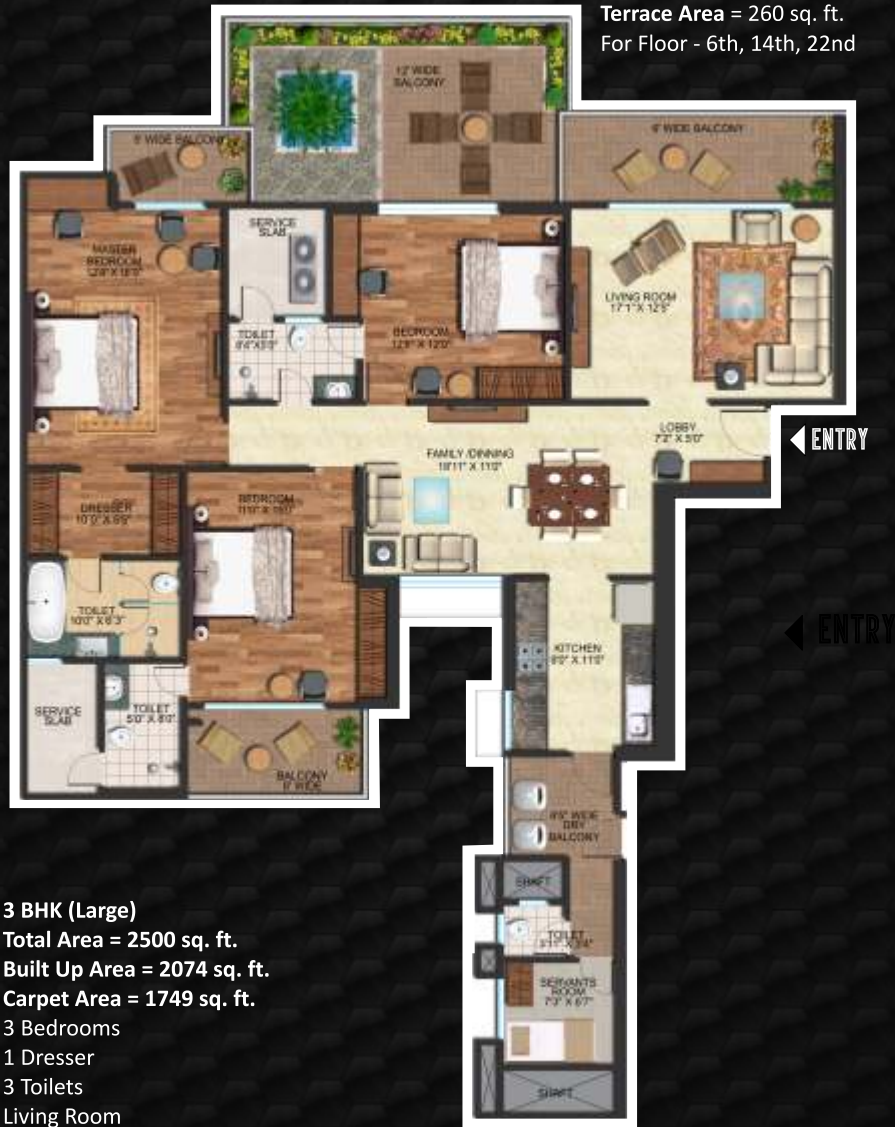 Terrace Area = 260 sq. ft.
For Floor - 6th, 14th, 22nd
12' WIDE
BALCONY
WIDE BALCONY
6' WIDE BALCONY
SERVICE
SLAB
MASTER
BEDROOM
LIVING ROOM
TOILET
BEDROOM
LOBBY
ENTRY
FAMILY /DINNING
BEDROOM
DRESSER
TOILET
ENTRY
KITCHEN
SERVICE
SLAB
TOILET
BALCONY
WIDE
WIDE
DRY
BALCONY
SHAFT
TOILET
SERVANTS
ROOM
SHAFT
3 BHK (Large)
Total Area = 2500 sq. ft.
Built Up Area = 2074 sq. ft.
Carpet Area = 1749 sq. ft.
3 Bedrooms
1 Dresser
3 Toilets
Living Room